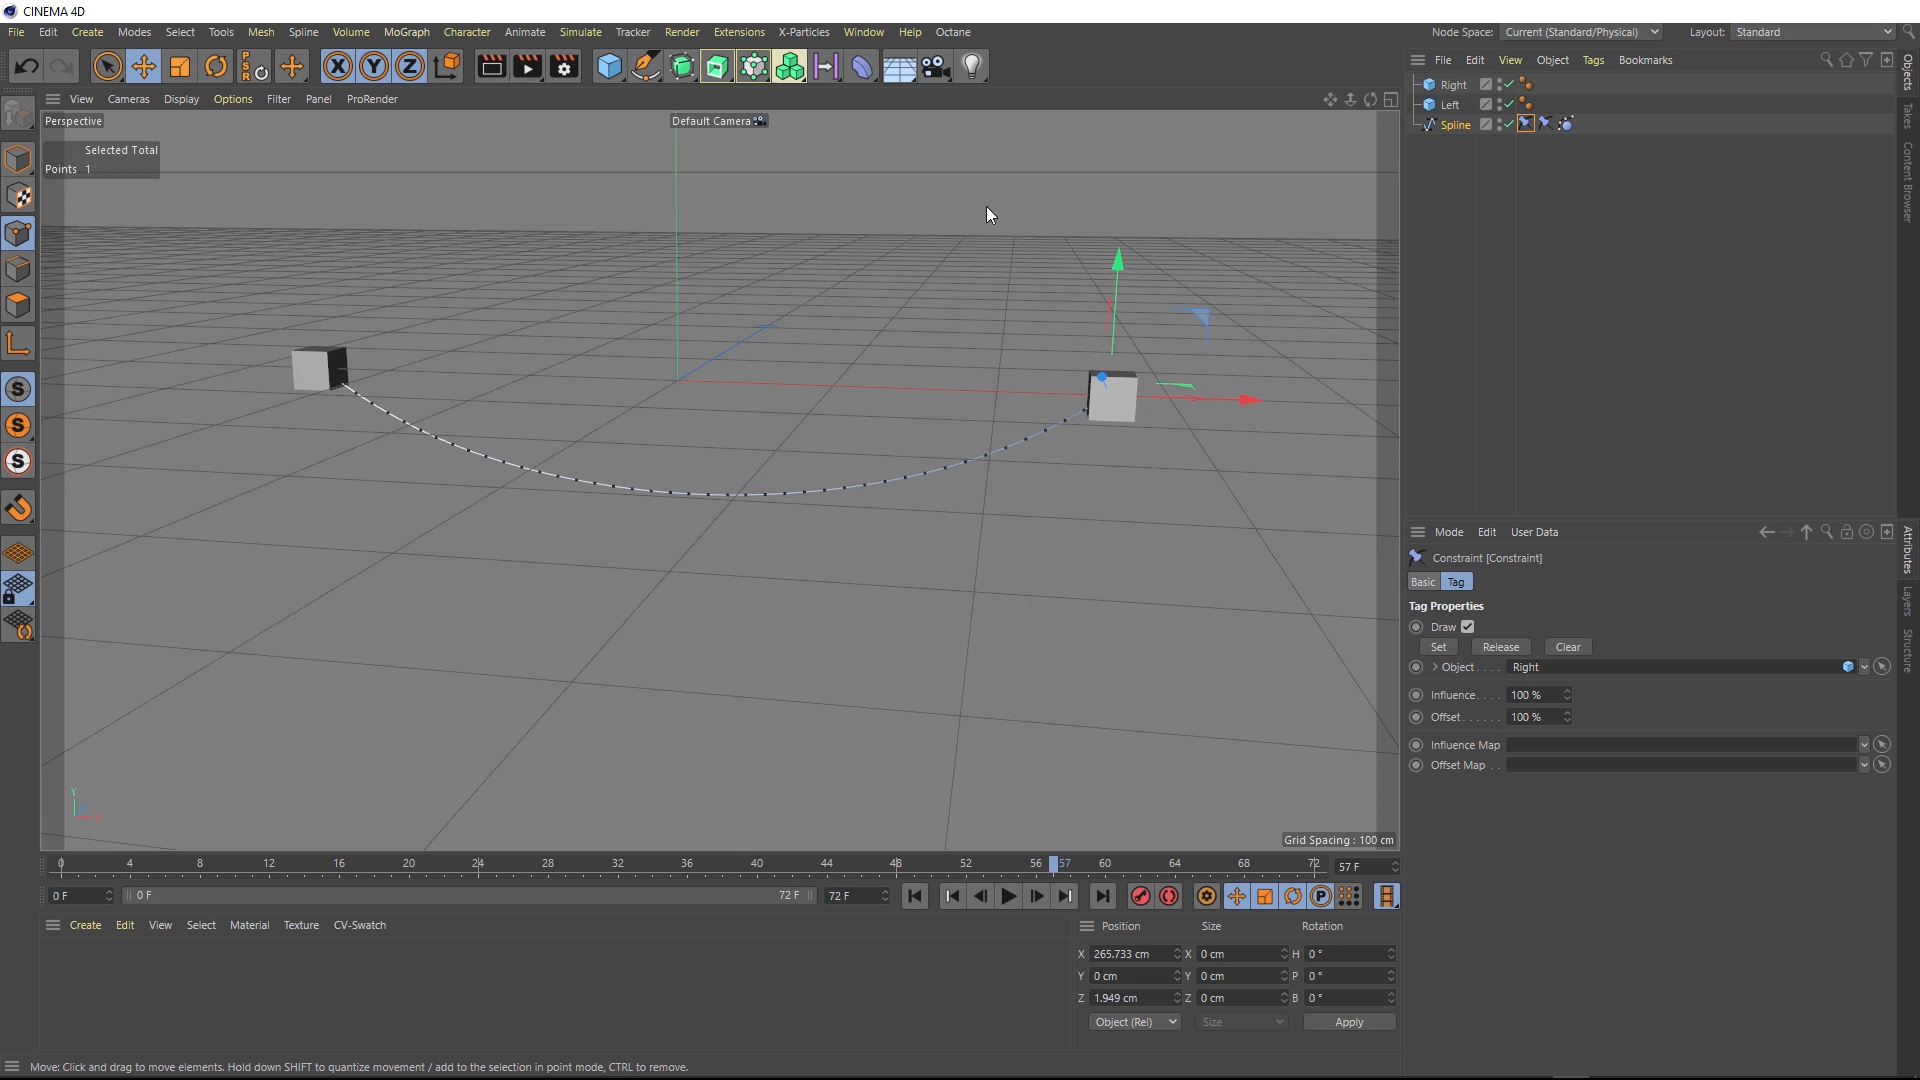 CINEMA 4D
File Edit Create Modes Select Tools Mesh Spline Volume MoGraph Character Animate Simulate Tracker Render Extensions X-Particles Window Help Octane Node Space: Current (Standard/Physical) Layout: Standard
P S R X Y Z
File Edit View Object Tags Bookmarks
View Cameras Display Options Filter Panel ProRender
Right
Left
Spline
Perspective Default Camera
Selected Total
Points 1
Objects
Takes
Content Browser
S
S
S
Mode Edit User Data
Constraint [Constraint]
Basic Tag
Tag Properties
Draw
Set Release Clear
Object . . . . Right
Influence . . . . 100 %
Offset . . . . . . 100 %
Influence Map
Offset Map . .
Attributes
Layers
Structure
Y
Grid Spacing : 100 cm
0 4 8 12 16 20 24 28 32 36 40 44 48 52 56 57 60 64 68 72 57 F
0 F 0 F 72 F 72 F P
Create Edit View Select Material Texture CV-Swatch
Position Size Rotation
X 265.733 cm X 0 cm H 0 °
Y 0 cm Y 0 cm P 0 °
Z 1.949 cm Z 0 cm B 0 °
Object (Rel) Size Apply
Move: Click and drag to move elements. Hold down SHIFT to quantize movement / add to the selection in point mode, CTRL to remove.